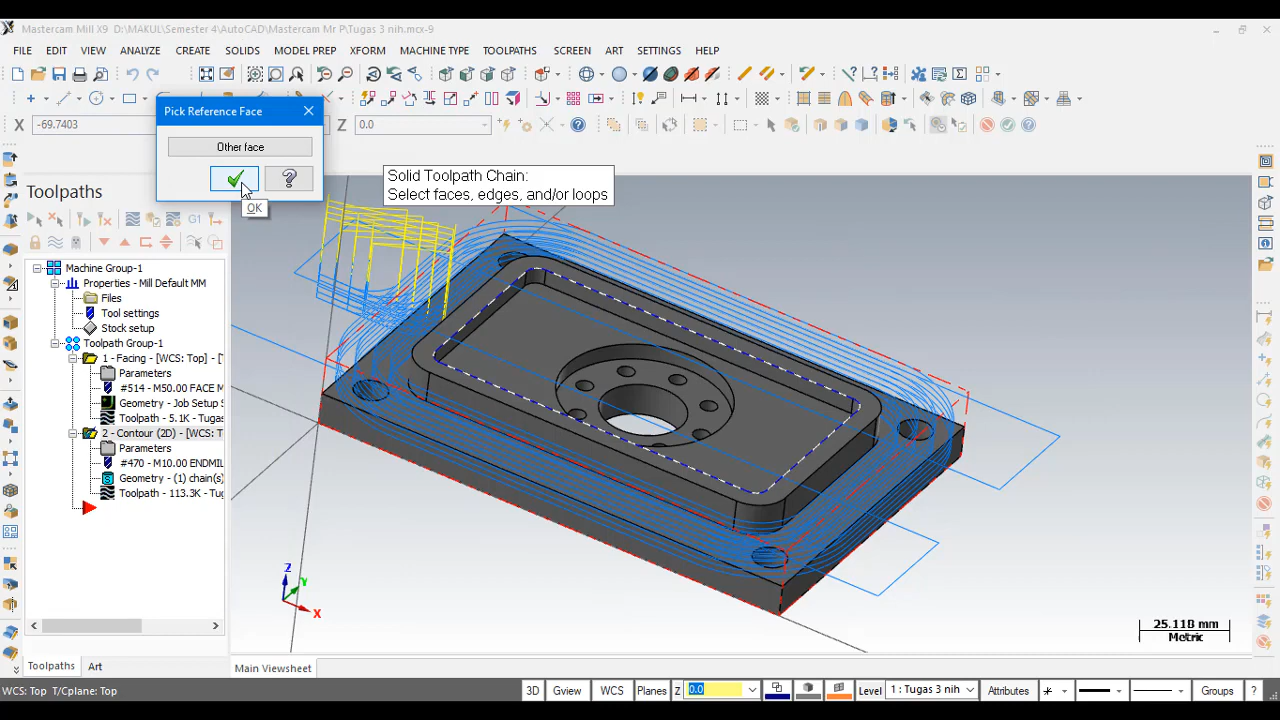 Mastercam Mill X9 D:\MAKUL\Semester 4\AutoCAD\Mastercam Mr P\Tugas 3 nih.mcx-9
FILE EDIT VIEW ANALYZE CREATE SOLIDS MODEL PREP XFORM MACHINE TYPE TOOLPATHS SCREEN ART SETTINGS HELP
Pick Reference Face
X -69.7403 Z 0.0
Other face
OK
Solid Toolpath Chain:
Select faces, edges, and/or loops
Toolpaths
G1
Machine Group-1
Properties - Mill Default MM
Files
Tool settings
Stock setup
Toolpath Group-1
1 - Facing - [WCS: Top] - [
Parameters
#514 - M50.00 FACE M
Geometry - Job Setup S
Toolpath - 5.1K - Tugas
2 - Contour (2D) - [WCS: T
Parameters
#470 - M10.00 ENDMIL
Geometry - (1) chain(s)
Toolpath - 113.3K - Tug
Z
Y
X
25.118 mm
Metric
Toolpaths Art
Main Viewsheet
WCS: Top T/Cplane: Top
3D Gview WCS Planes Z 0.0 Level 1 : Tugas 3 nih Attributes Groups ?